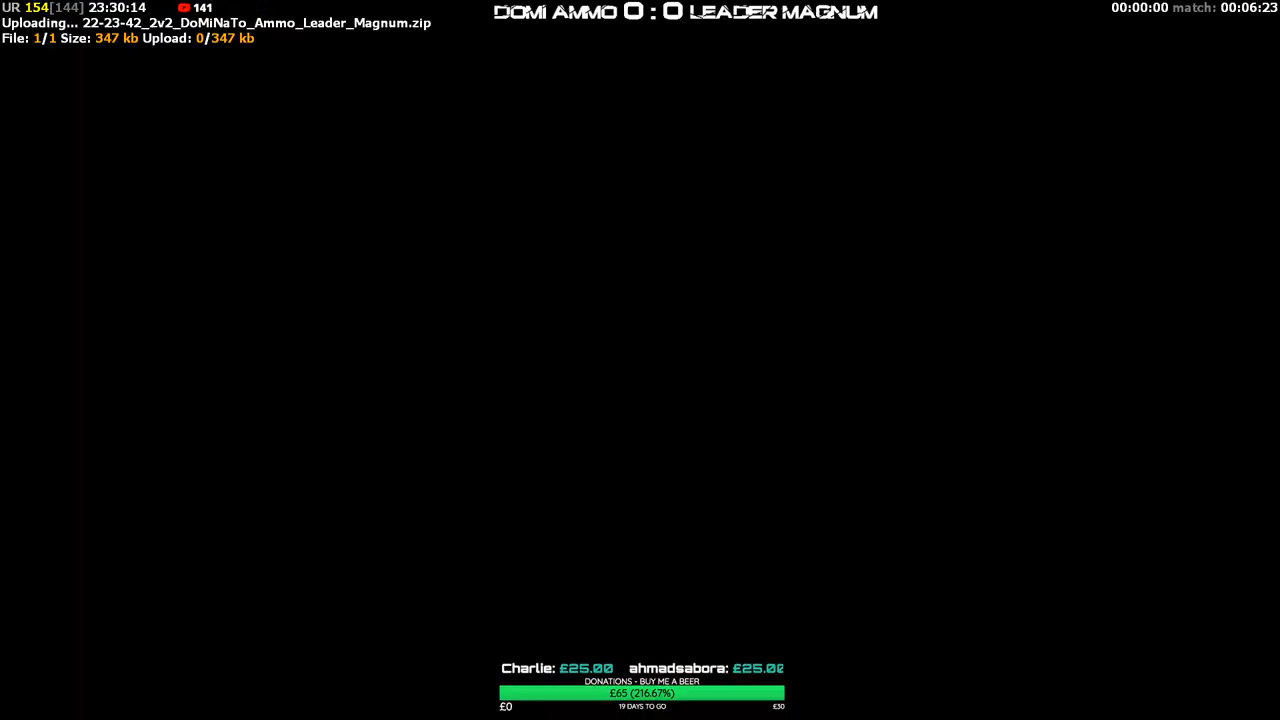 UR 154[144] 23:30:14 141
DOMI AMMO 0 : 0 LEADER MAGNUM
00:00:00 match: 00:06:23
Uploading... 22-23-42_2v2_DoMiNaTo_Ammo_Leader_Magnum.zip
File: 1/1 Size: 347 kb Upload: 0/347 kb
Charlie: £25.00 ahmadsabora: £25.00
DONATIONS - BUY ME A BEER
£65 (216.67%)
£0 19 DAYS TO GO £30